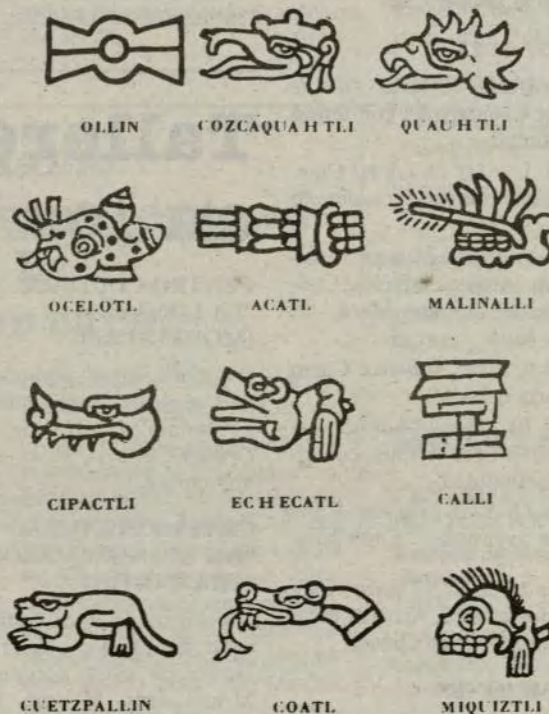 OLLIN COZCAQUAHTLI QUAUHTLI
OCELOTL ACATL MALINALLI
CIPACTLI ECHECATL CALLI
CUETZPALLIN COATL MIQUIZTLI